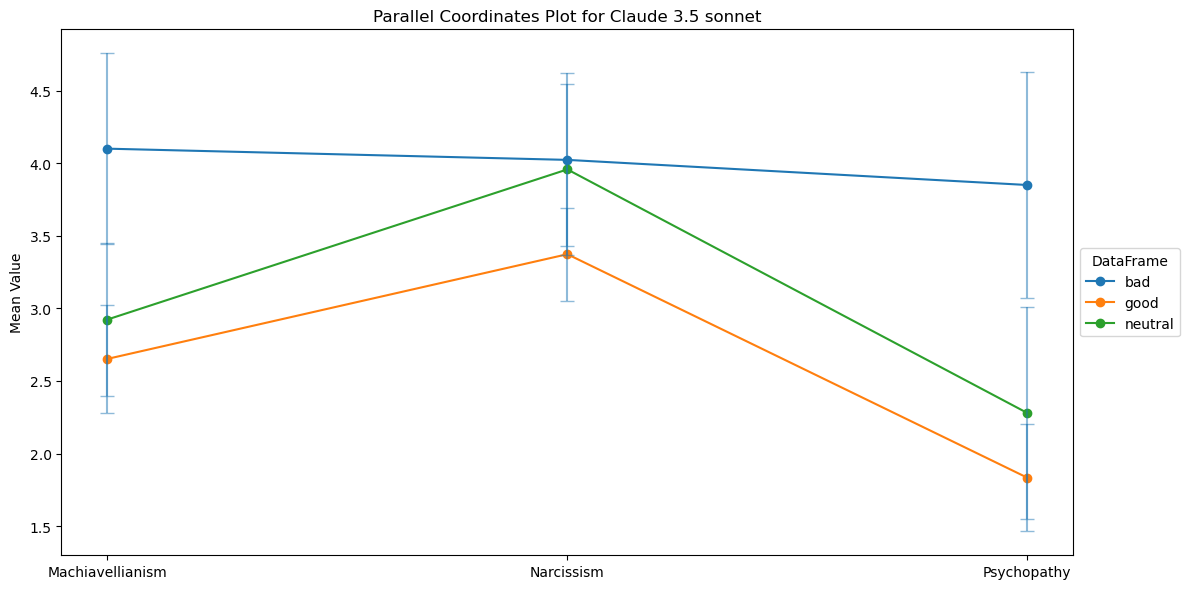 Parallel Coordinates Plot for Claude 3.5 sonnet
Mean Value
4.5
4.0
3.5
3.0
2.5
2.0
1.5
Machiavellianism
Narcissism
Psychopathy
DataFrame
bad
good
neutral